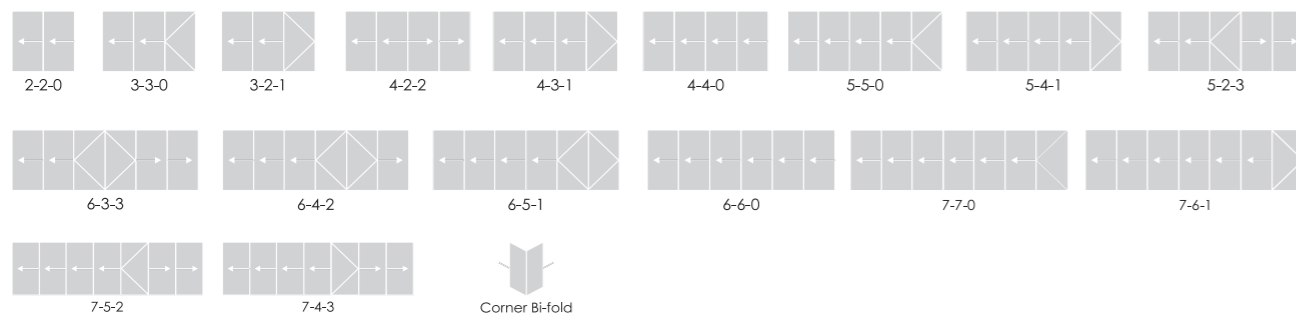 2-2-0 3-3-0 3-2-1 4-2-2 4-3-1 4-4-0 5-5-0 5-4-1 5-2-3
6-3-3 6-4-2 6-5-1 6-6-0 7-7-0 7-6-1
7-5-2 7-4-3 Corner Bi-fold